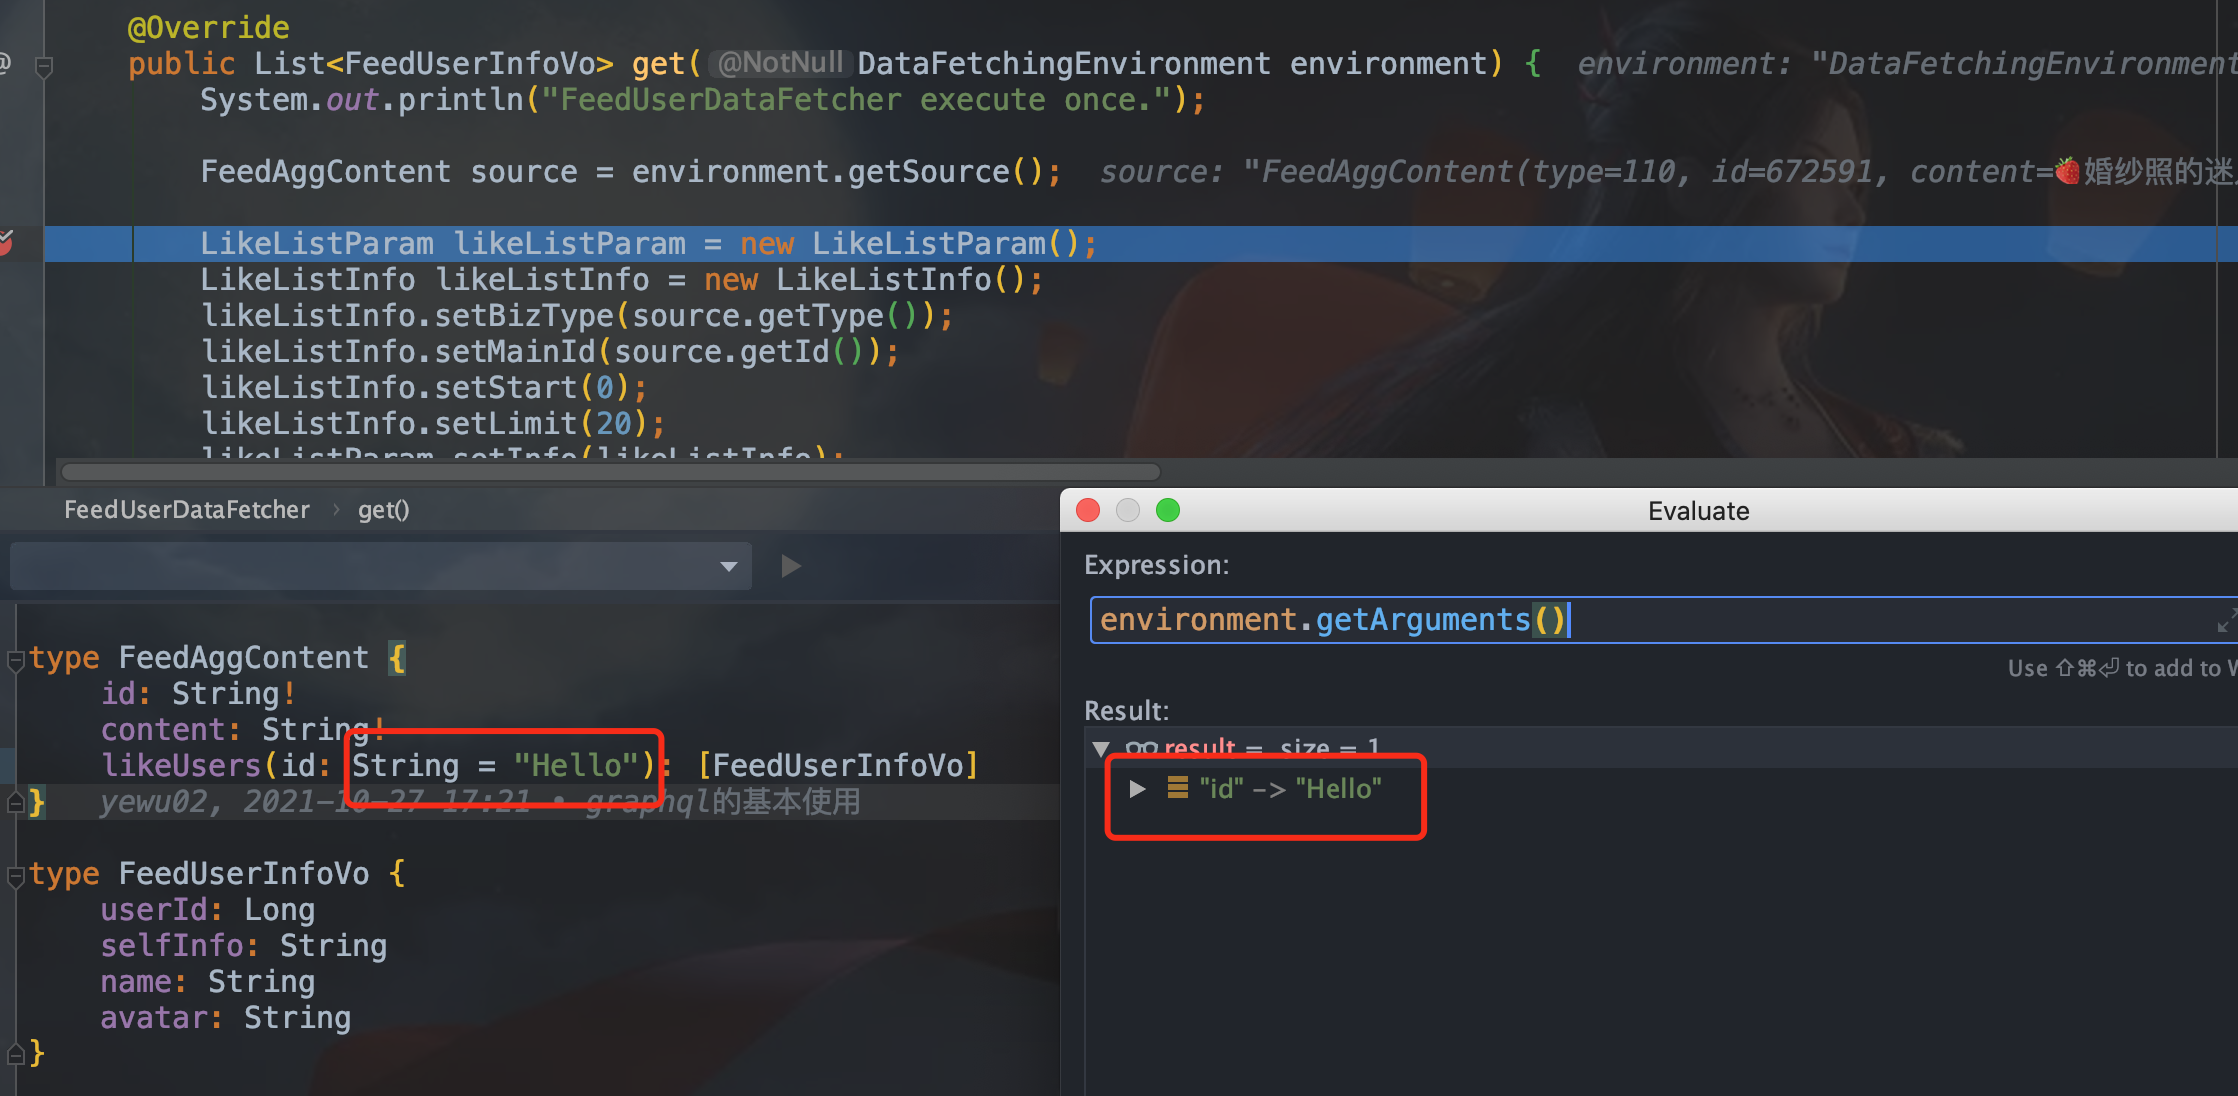 @Override
public List<FeedUserInfoVo> get( @NotNull DataFetchingEnvironment environment) {  environment: "DataFetchingEnvironment
System.out.println("FeedUserDataFetcher execute once.");
FeedAggContent source = environment.getSource();  source: "FeedAggContent(type=110, id=672591, content=🍓婚纱照的迷
LikeListParam likeListParam = new LikeListParam();
LikeListInfo likeListInfo = new LikeListInfo();
likeListInfo.setBizType(source.getType());
likeListInfo.setMainId(source.getId());
likeListInfo.setStart(0);
likeListInfo.setLimit(20);
likeListParam.setInfo(likeListInfo);
FeedUserDataFetcher › get()
type FeedAggContent {
id: String!
content: String!
likeUsers(id: String = "Hello"): [FeedUserInfoVo]
}  yewu02, 2021-10-27 17:21 • graphql的基本使用
type FeedUserInfoVo {
userId: Long
selfInfo: String
name: String
avatar: String
}
Evaluate
Expression:
environment.getArguments()
Use ⇧⌘⏎ to add to W
Result:
result = size = 1
"id" -> "Hello"